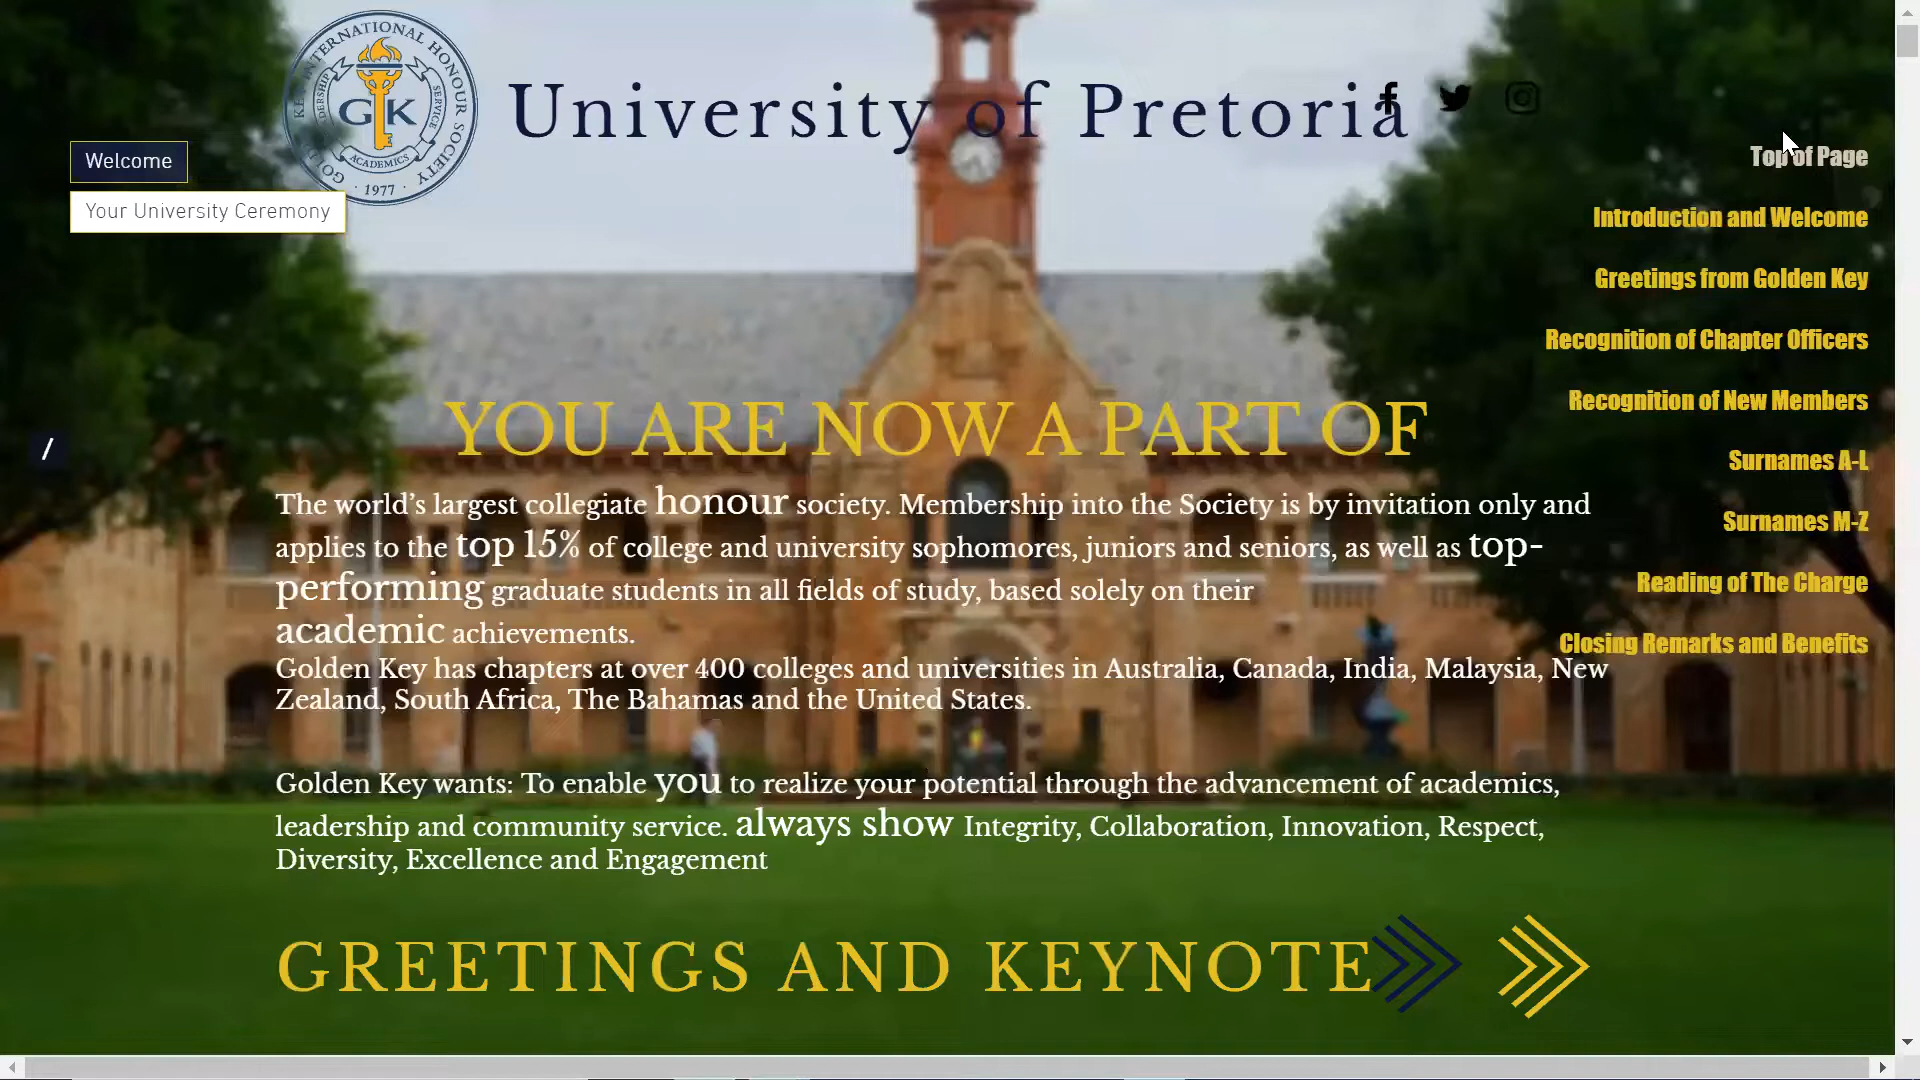 GOLDEN KEY INTERNATIONAL HONOUR SOCIETY
LEADERSHIP
SERVICE
GK
ACADEMICS
· 1977 ·
University of Pretoria
Welcome
Your University Ceremony
Top of Page
Introduction and Welcome
Greetings from Golden Key
Recognition of Chapter Officers
Recognition of New Members
Surnames A-L
Surnames M-Z
Reading of The Charge
Closing Remarks and Benefits
/
YOU ARE NOW A PART OF
The world’s largest collegiate honour society. Membership into the Society is by invitation only and
applies to the top 15% of college and university sophomores, juniors and seniors, as well as top-
performing graduate students in all fields of study, based solely on their
academic achievements.
Golden Key has chapters at over 400 colleges and universities in Australia, Canada, India, Malaysia, New
Zealand, South Africa, The Bahamas and the United States.
Golden Key wants: To enable you to realize your potential through the advancement of academics,
leadership and community service. always show Integrity, Collaboration, Innovation, Respect,
Diversity, Excellence and Engagement
GREETINGS AND KEYNOTE